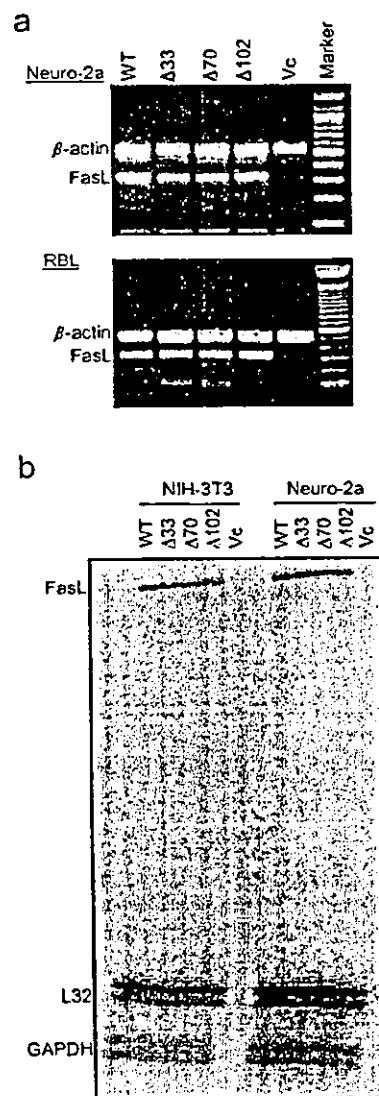 a
Neuro-2a
WT Δ33 Δ70 Δ102 Vc Marker
β-actin
FasL
RBL
β-actin
FasL
b
NIH-3T3 Neuro-2a
WT Δ33 Δ70 Δ102 Vc WT Δ33 Δ70 Δ102 Vc
FasL
L32
GAPDH